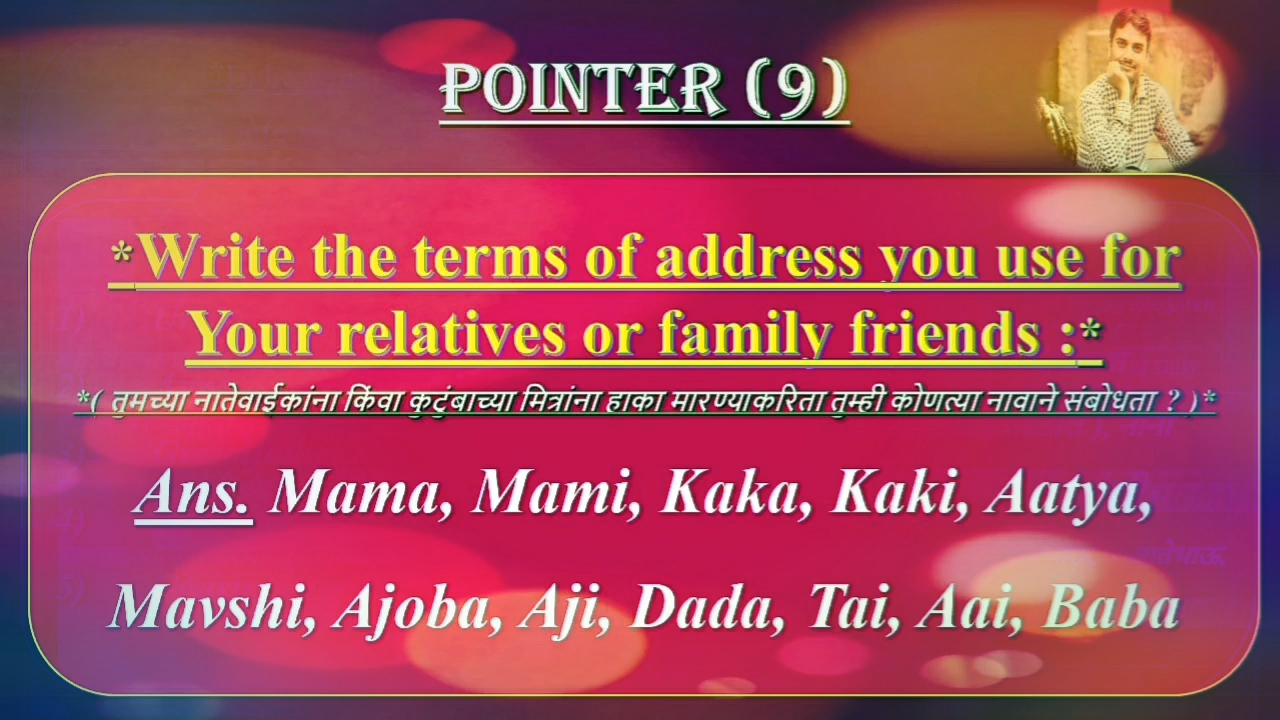 POINTER (9)
*Write the terms of address you use for
Your relatives or family friends :*
*( तुमच्या नातेवाईकांना किंवा कुटुंबाच्या मित्रांना हाका मारण्याकरिता तुम्ही कोणत्या नावाने संबोधता ? )*
Ans. Mama, Mami, Kaka, Kaki, Aatya,
Mavshi, Ajoba, Aji, Dada, Tai, Aai, Baba